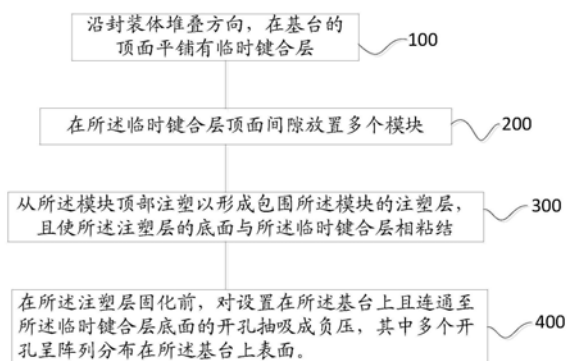 沿封装体堆叠方向，在基台的
顶面平铺有临时键合层
100
在所述临时键合层顶面间隙放置多个模块
200
从所述模块顶部注塑以形成包围所述模块的注塑层，
且使所述注塑层的底面与所述临时键合层相粘结
300
在所述注塑层固化前，对设置在所述基台上且连通至
所述临时键合层底面的开孔抽吸成负压，其中多个开
孔呈阵列分布在所述基台上表面。
400